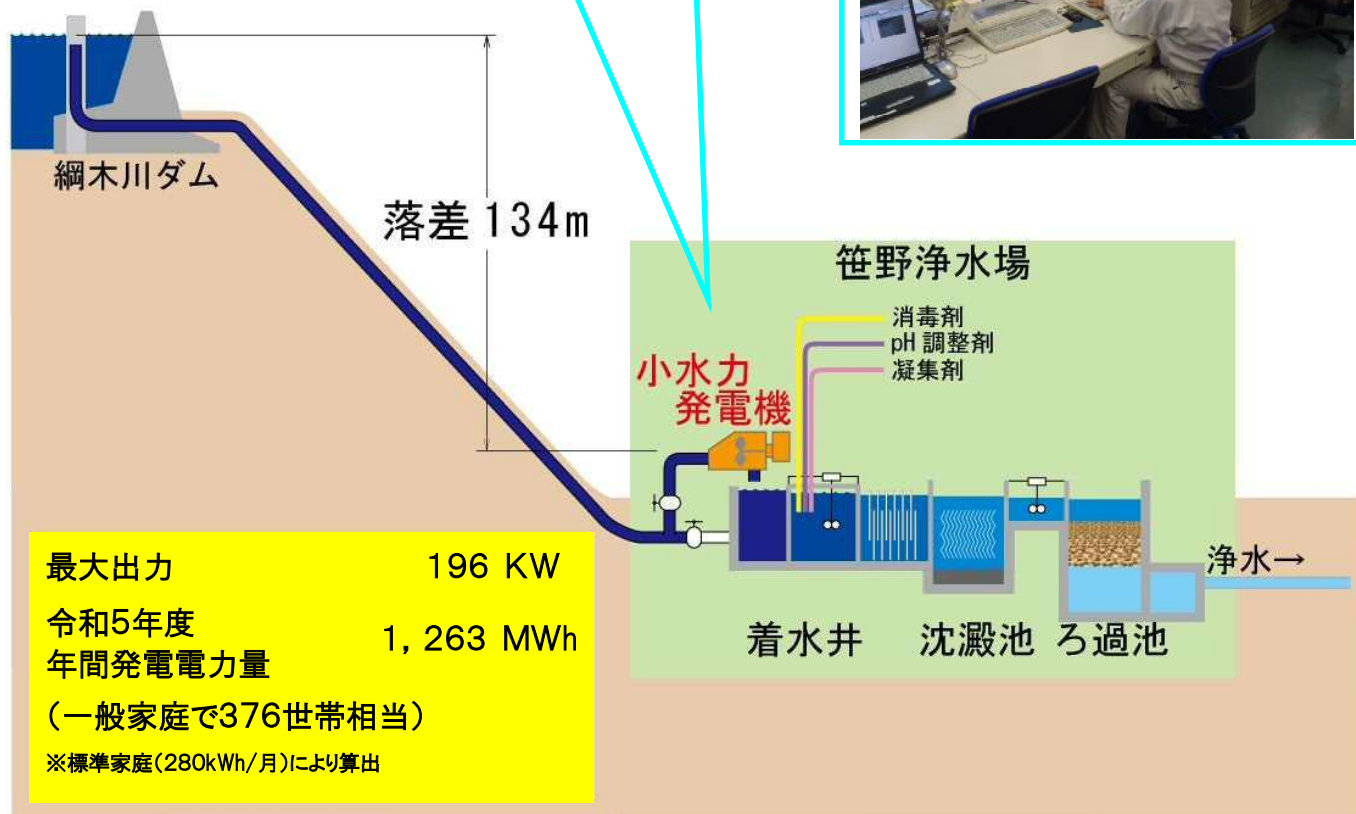 綱木川ダム
落差 134m
笹野浄水場
消毒剤
pH 調整剤
凝集剤
小水力
発電機
着水井
沈澱池
ろ過池
浄水→
最大出力 196 KW
令和5年度
年間発電電力量 1,263 MWh
(一般家庭で376世帯相当)
※標準家庭(280kWh/月)により算出